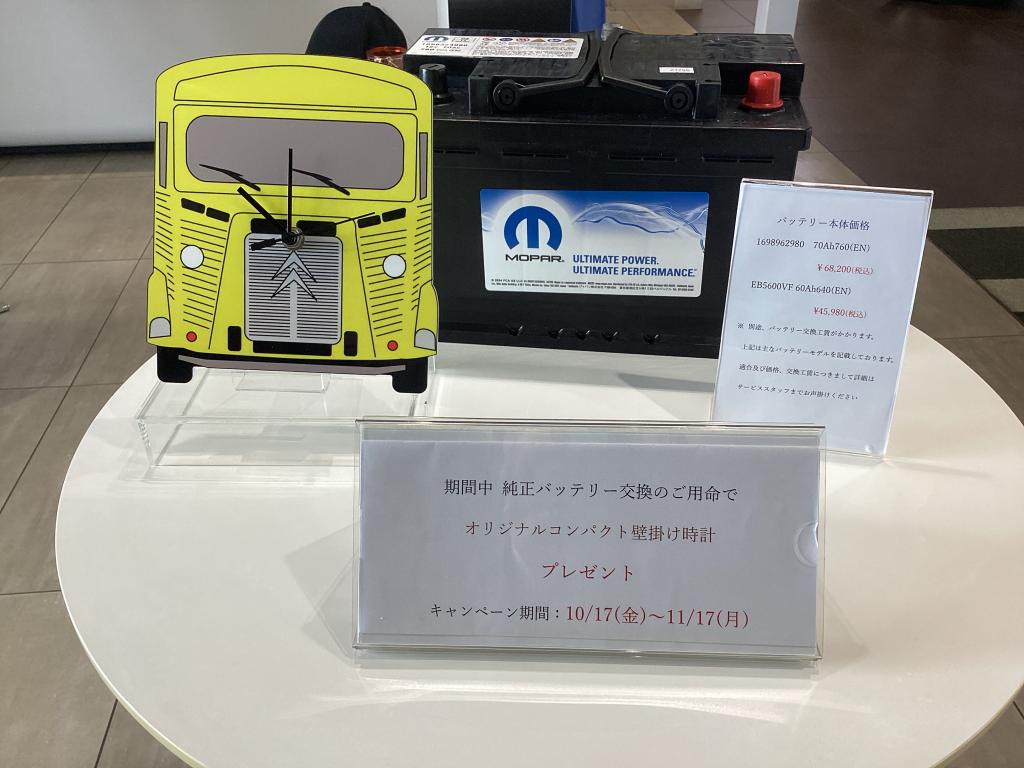 1698962980
MOPAR®
ULTIMATE POWER.
ULTIMATE PERFORMANCE.™
バッテリー本体価格
1698962980 70Ah760(EN)
¥68,200(税込)
EB5600VF 60Ah640(EN)
¥45,980(税込)
※ 別途、バッテリー交換工賃がかかります。
上記は主なバッテリーモデルを記載しております。
適合及び価格、交換工賃につきまして詳細は
サービススタッフまでお声掛けください
期間中 純正バッテリー交換のご用命で
オリジナルコンパクト壁掛け時計
プレゼント
キャンペーン期間：10/17(金)～11/17(月)